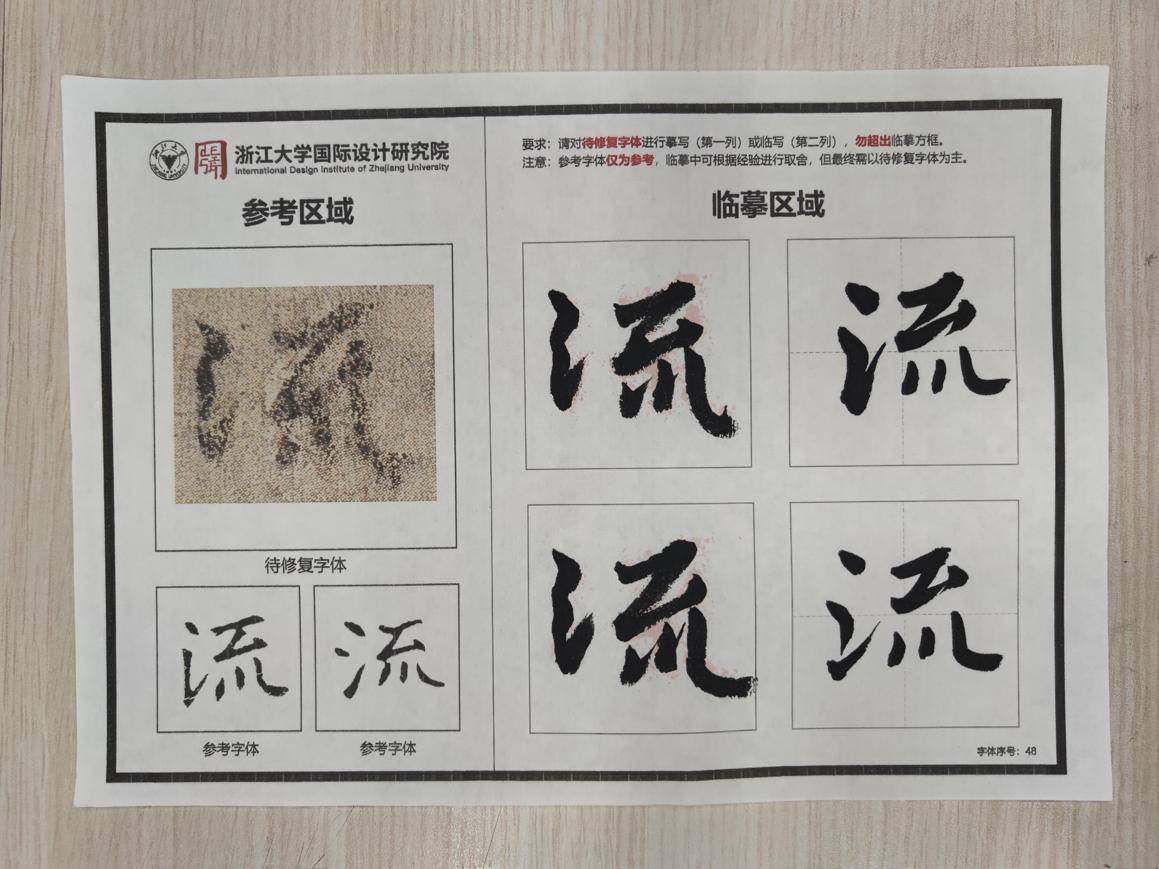 浙江大学国际设计研究院
International Design Institute of Zhejiang University
参考区域
流
待修复字体
流
流
参考字体
参考字体
要求：请对待修复字体进行摹写（第一列）或临写（第二列），勿超出临摹方框。
注意：参考字体仅为参考，临摹中可根据经验进行取舍，但最终需以待修复字体为主。
临摹区域
流
流
流
流
字体序号：48